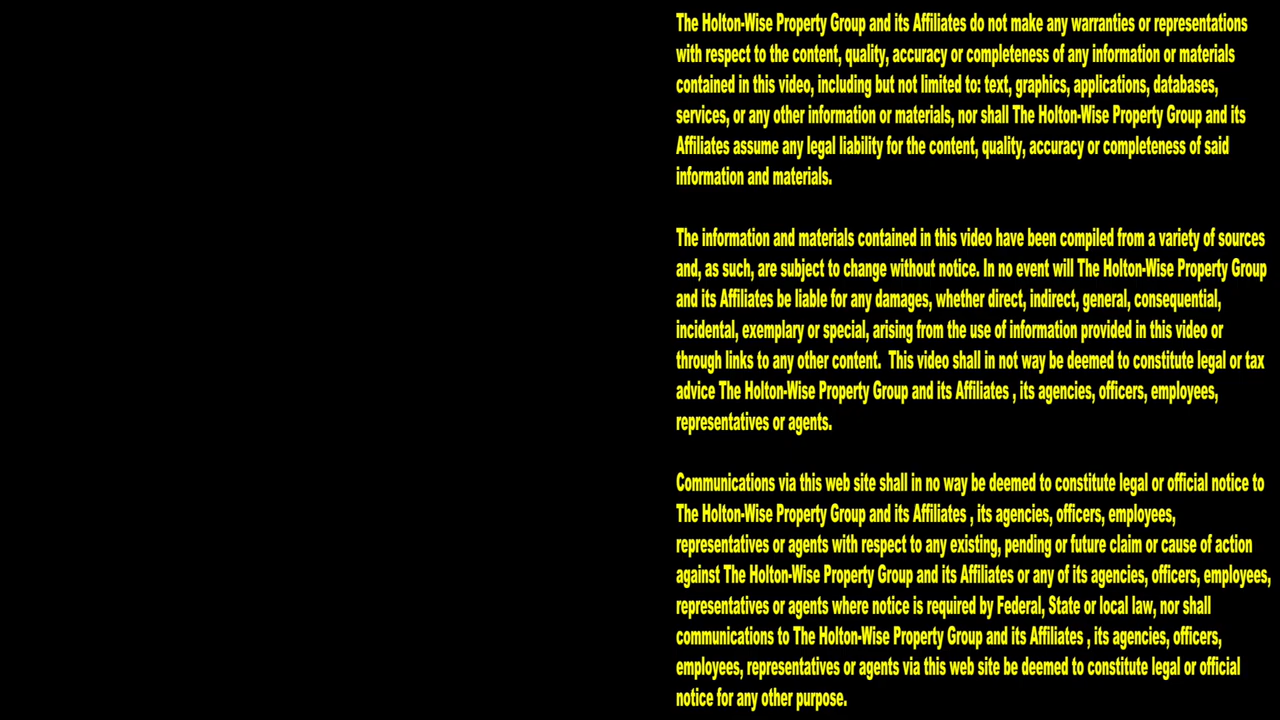 The Holton-Wise Property Group and its Affiliates do not make any warranties or representations
with respect to the content, quality, accuracy or completeness of any information or materials
contained in this video, including but not limited to: text, graphics, applications, databases,
services, or any other information or materials, nor shall The Holton-Wise Property Group and its
Affiliates assume any legal liability for the content, quality, accuracy or completeness of said
information and materials.
The information and materials contained in this video have been compiled from a variety of sources
and, as such, are subject to change without notice. In no event will The Holton-Wise Property Group
and its Affiliates be liable for any damages, whether direct, indirect, general, consequential,
incidental, exemplary or special, arising from the use of information provided in this video or
through links to any other content.  This video shall in not way be deemed to constitute legal or tax
advice The Holton-Wise Property Group and its Affiliates , its agencies, officers, employees,
representatives or agents.
Communications via this web site shall in no way be deemed to constitute legal or official notice to
The Holton-Wise Property Group and its Affiliates , its agencies, officers, employees,
representatives or agents with respect to any existing, pending or future claim or cause of action
against The Holton-Wise Property Group and its Affiliates or any of its agencies, officers, employees,
representatives or agents where notice is required by Federal, State or local law, nor shall
communications to The Holton-Wise Property Group and its Affiliates , its agencies, officers,
employees, representatives or agents via this web site be deemed to constitute legal or official
notice for any other purpose.